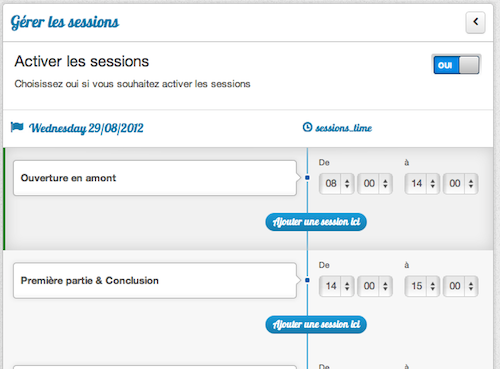 Gérer les sessions
Activer les sessions
OUI
Choisissez oui si vous souhaitez activer les sessions
Wednesday 29/08/2012 sessions_time
De à
Ouverture en amont 08 00 14 00
Ajouter une session ici
De à
Première partie & Conclusion 14 00 15 00
Ajouter une session ici
De à